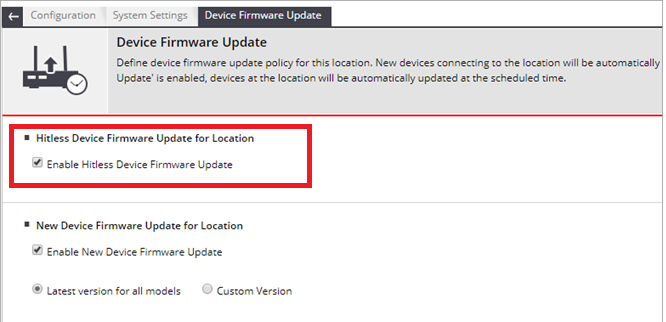 Configuration System Settings Device Firmware Update
Device Firmware Update
Define device firmware update policy for this location. New devices connecting to the location will be automatically
Update' is enabled, devices at the location will be automatically updated at the scheduled time.
Hitless Device Firmware Update for Location
Enable Hitless Device Firmware Update
New Device Firmware Update for Location
Enable New Device Firmware Update
Latest version for all models Custom Version